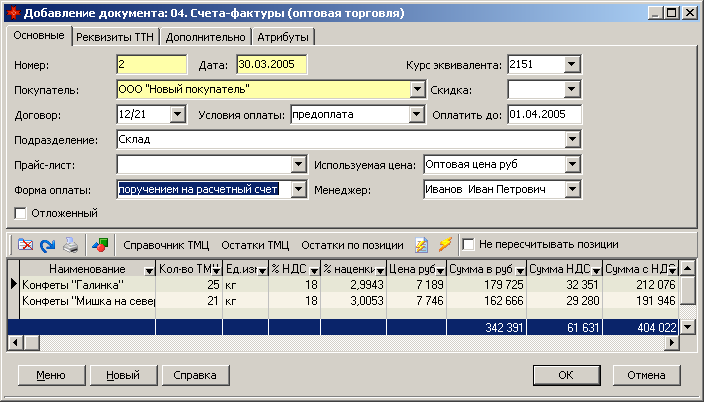 Добавление документа: 04. Счета-фактуры (оптовая торговля)
Основные Реквизиты ТТН Дополнительно Атрибуты
Номер: 2 Дата: 30.03.2005 Курс эквивалента: 2151
Покупатель: ООО "Новый покупатель" Скидка:
Договор: 12/21 Условия оплаты: предоплата Оплатить до: 01.04.2005
Подразделение: Склад
Прайс-лист: Используемая цена: Оптовая цена руб
Форма оплаты: поручением на расчетный счет Менеджер: Иванов Иван Петрович
Отложенный
Справочник ТМЦ Остатки ТМЦ Остатки по позиции Не пересчитывать позиции
Наименование Кол-во ТМЦ Ед.изм % НДС % наценки Цена руб Сумма в руб Сумма НДС Сумма с НДС
Конфеты "Галинка" 25 кг 18 2,9943 7 189 179 725 32 351 212 076
Конфеты "Мишка на севере 21 кг 18 3,0053 7 746 162 666 29 280 191 946
342 391 61 631 404 022
Меню Новый Справка ОК Отмена